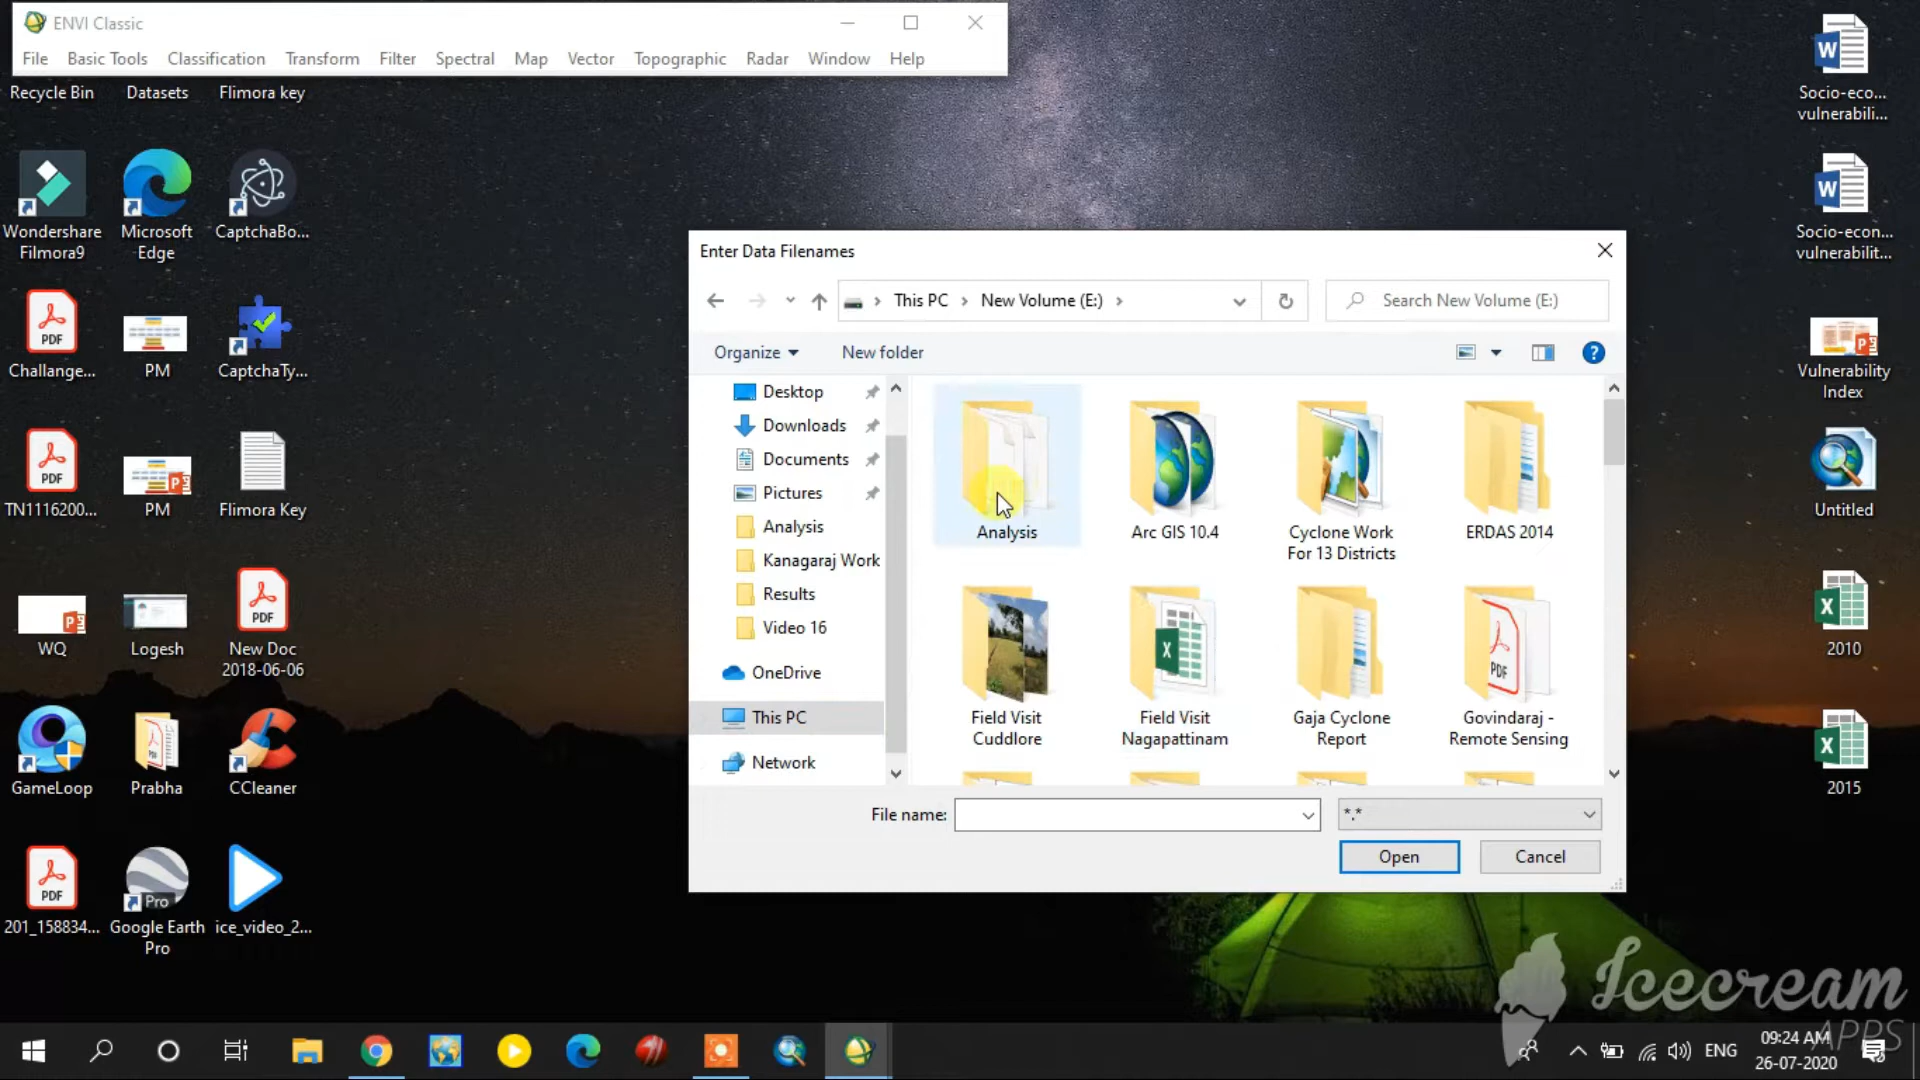 ENVI Classic
File Basic Tools Classification Transform Filter Spectral Map Vector Topographic Radar Window Help
Recycle Bin
Datasets
Flimora key
Wondershare
Filmora9
Microsoft
Edge
CaptchaBo...
Challange...
PM
CaptchaTy...
TN1116200...
PM
Flimora Key
WQ
Logesh
New Doc
2018-06-06
GameLoop
Prabha
CCleaner
201_158834...
Google Earth
Pro
ice_video_2...
Enter Data Filenames
This PC › New Volume (E:) ›
Search New Volume (E:)
Organize
New folder
Desktop
Downloads
Documents
Pictures
Analysis
Kanagaraj Work
Results
Video 16
OneDrive
This PC
Network
Analysis
Arc GIS 10.4
Cyclone Work
For 13 Districts
ERDAS 2014
Field Visit
Cuddlore
Field Visit
Nagapattinam
Gaja Cyclone
Report
Govindaraj -
Remote Sensing
File name:
*.*
Open
Cancel
Socio-eco...
vulnerabili...
Socio-econ...
vulnerabilit...
Vulnerability
Index
Untitled
2010
2015
Icecream
APPS
ENG
09:24 AM
26-07-2020